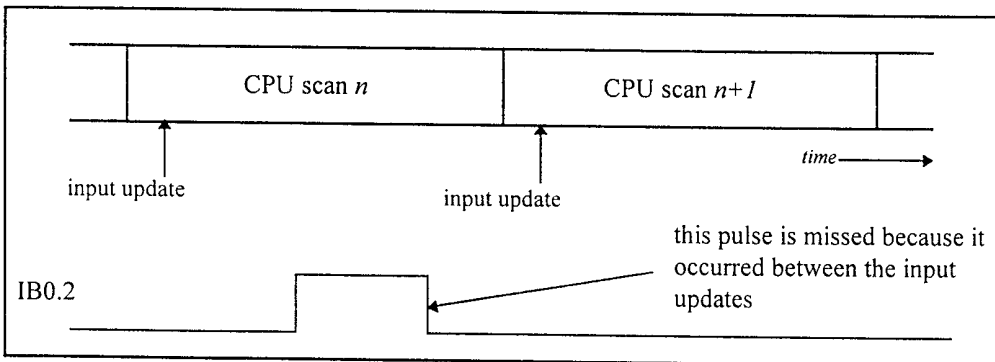 CPU scan n
CPU scan n+1
time
input update
input update
this pulse is missed because it
occurred between the input
updates
IB0.2